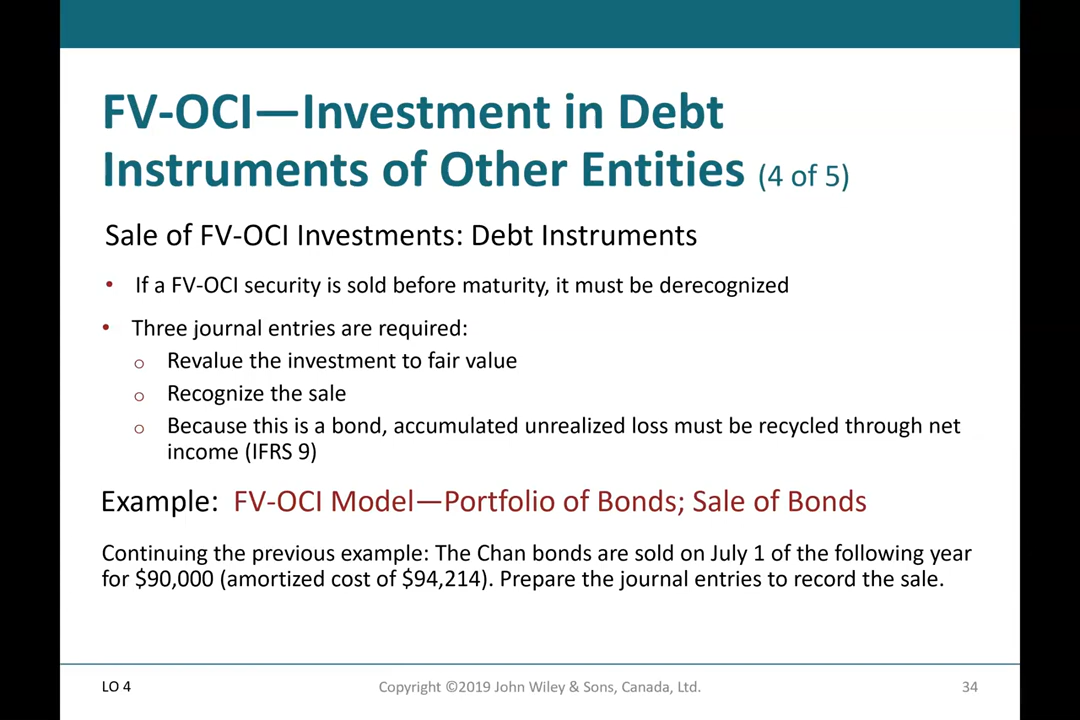 FV-OCI—Investment in Debt
Instruments of Other Entities (4 of 5)
Sale of FV-OCI Investments: Debt Instruments
• If a FV-OCI security is sold before maturity, it must be derecognized
• Three journal entries are required:
o Revalue the investment to fair value
o Recognize the sale
o Because this is a bond, accumulated unrealized loss must be recycled through net
income (IFRS 9)
Example: FV-OCI Model—Portfolio of Bonds; Sale of Bonds
Continuing the previous example: The Chan bonds are sold on July 1 of the following year
for $90,000 (amortized cost of $94,214). Prepare the journal entries to record the sale.
LO 4 Copyright ©2019 John Wiley & Sons, Canada, Ltd. 34